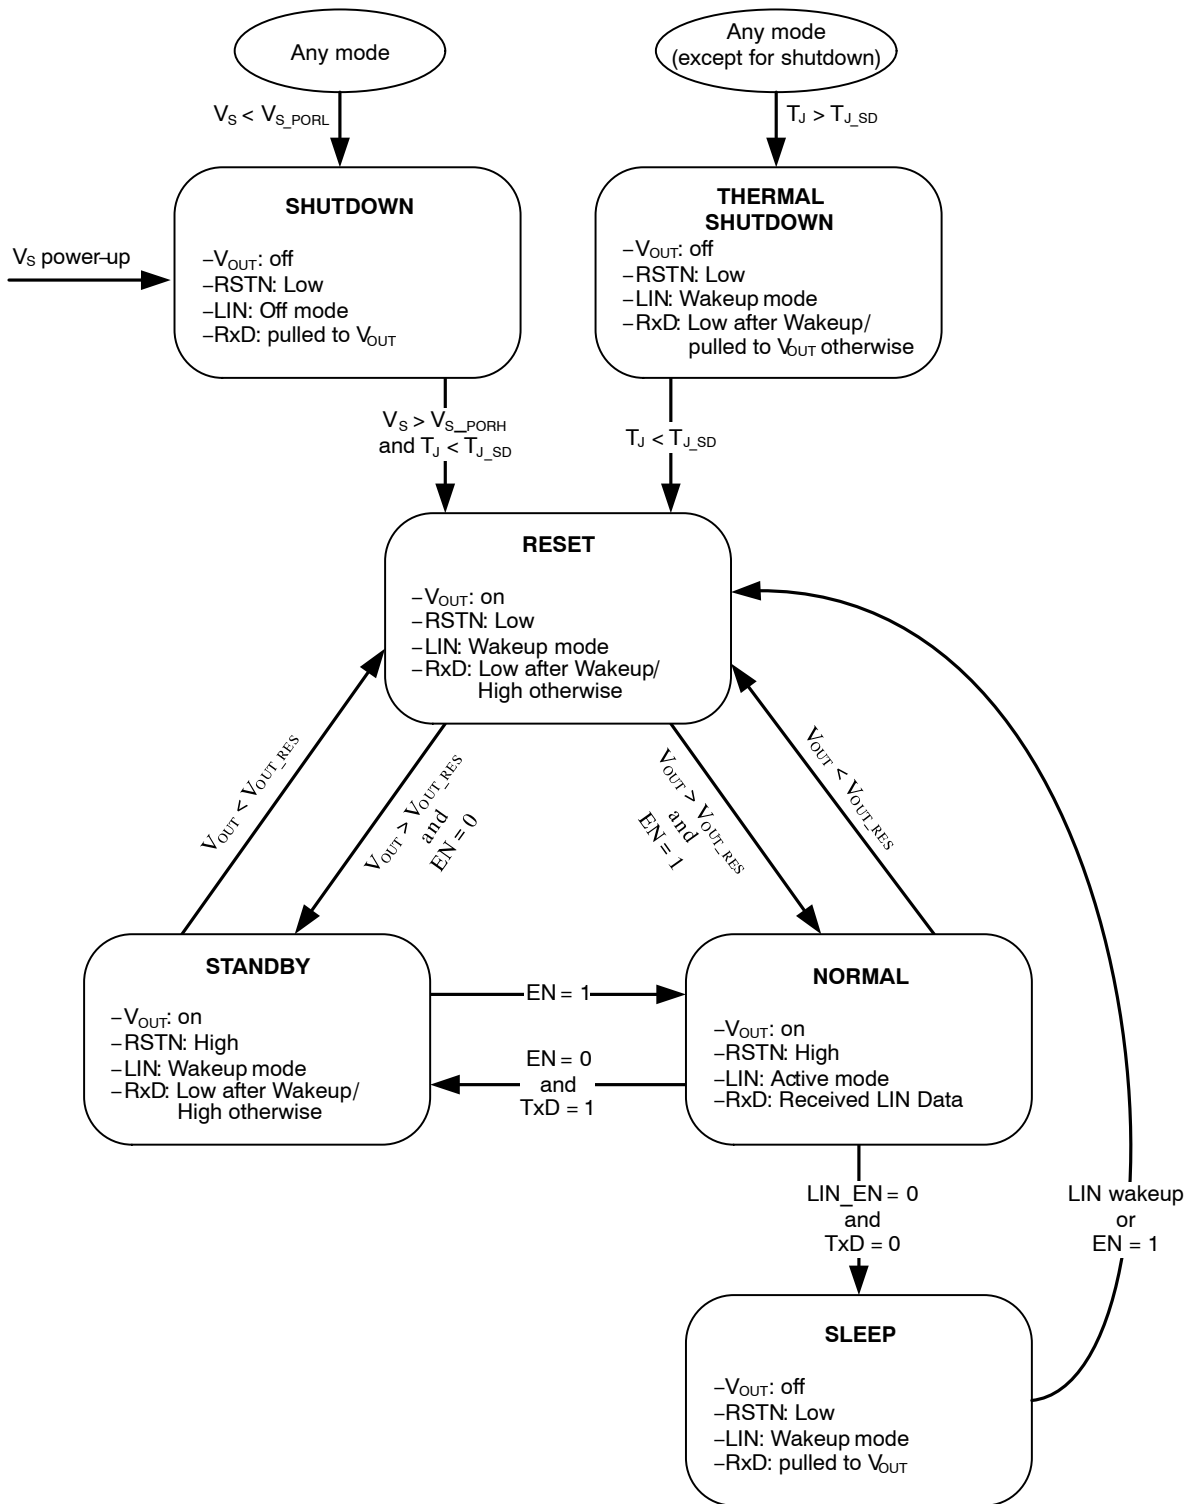 Any mode
Any mode
(except for shutdown)
V_S < V_S_PORL
T_J > T_J_SD
SHUTDOWN
–V_OUT: off
–RSTN: Low
–LIN: Off mode
–RxD: pulled to V_OUT
THERMAL
SHUTDOWN
–V_OUT: off
–RSTN: Low
–LIN: Wakeup mode
–RxD: Low after Wakeup/
pulled to V_OUT otherwise
V_S power–up
V_S > V_S_PORH
and T_J < T_J_SD
T_J < T_J_SD
RESET
–V_OUT: on
–RSTN: Low
–LIN: Wakeup mode
–RxD: Low after Wakeup/
High otherwise
V_OUT < V_OUT_RES
V_OUT > V_OUT_RES
and
EN = 0
V_OUT > V_OUT_RES
and
EN = 1
V_OUT < V_OUT_RES
STANDBY
–V_OUT: on
–RSTN: High
–LIN: Wakeup mode
–RxD: Low after Wakeup/
High otherwise
EN = 1
EN = 0
and
TxD = 1
NORMAL
–V_OUT: on
–RSTN: High
–LIN: Active mode
–RxD: Received LIN Data
LIN_EN = 0
and
TxD = 0
LIN wakeup
or
EN = 1
SLEEP
–V_OUT: off
–RSTN: Low
–LIN: Wakeup mode
–RxD: pulled to V_OUT